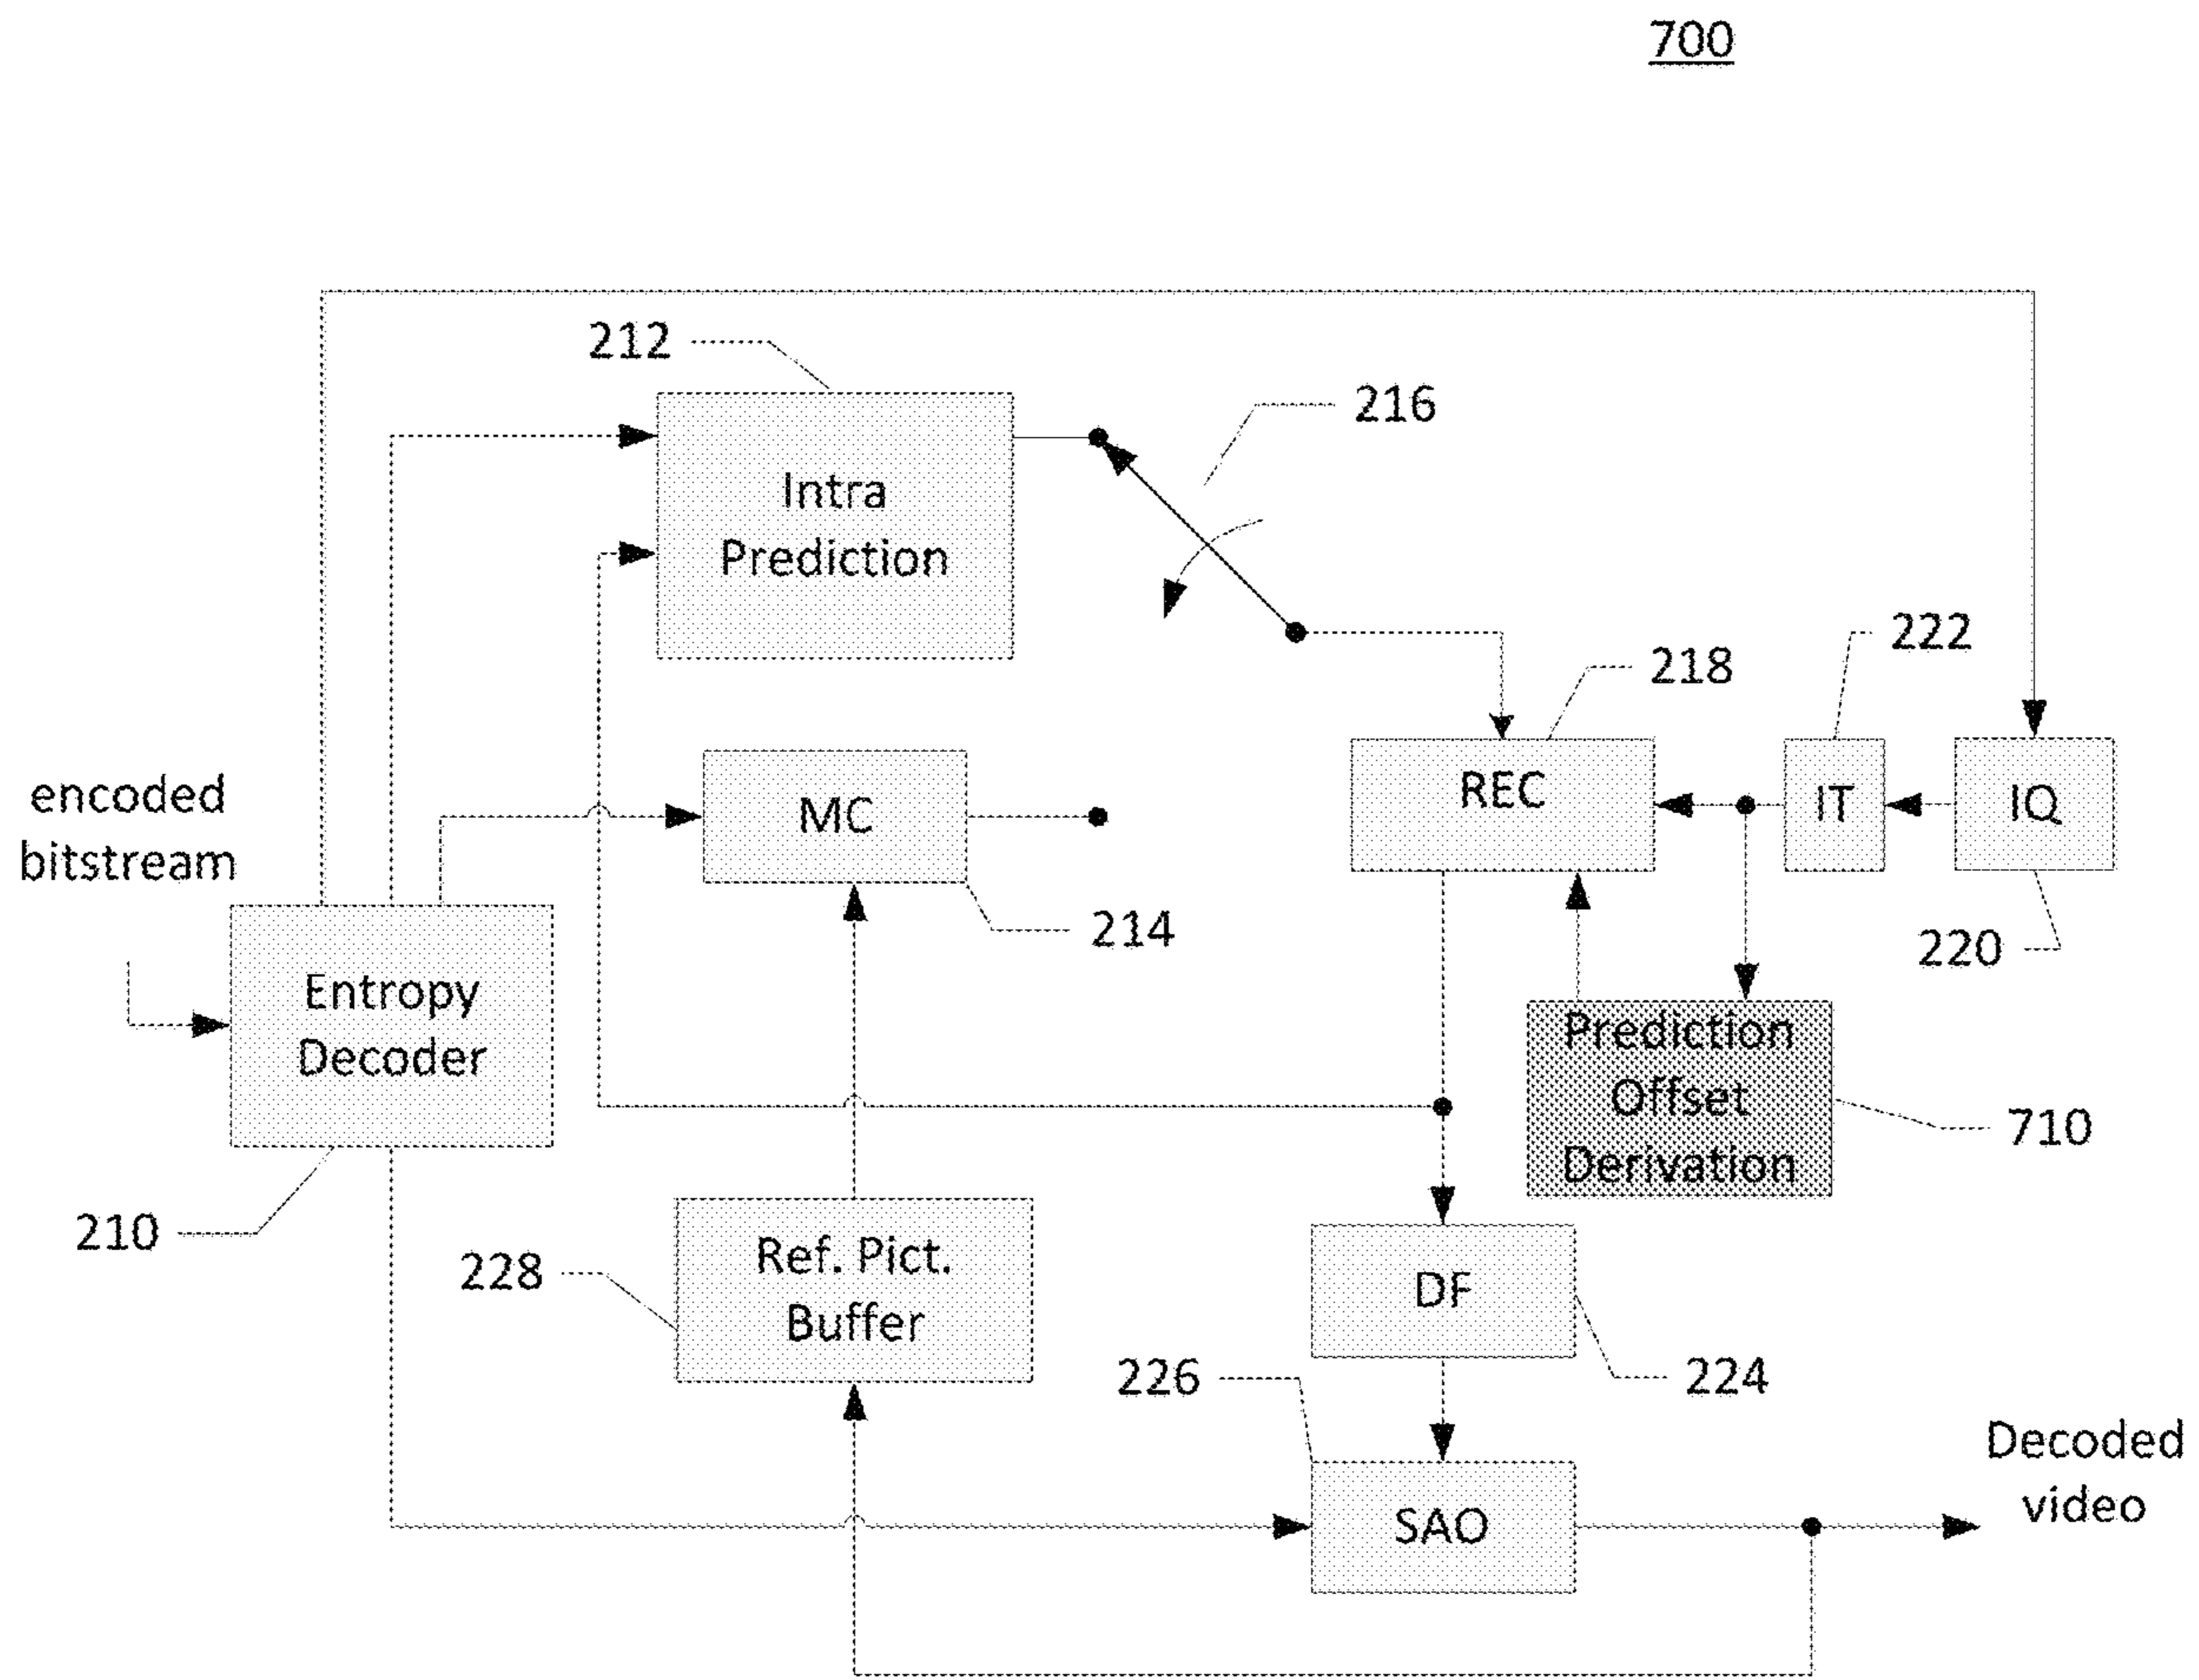 700
212
216
Intra
Prediction
222
218
encoded
bitstream
MC
REC
IT
IQ
214
220
Entropy
Decoder
Prediction
Offset
Derivation
710
210
228
Ref. Pict.
Buffer
DF
226
224
SAO
Decoded
video